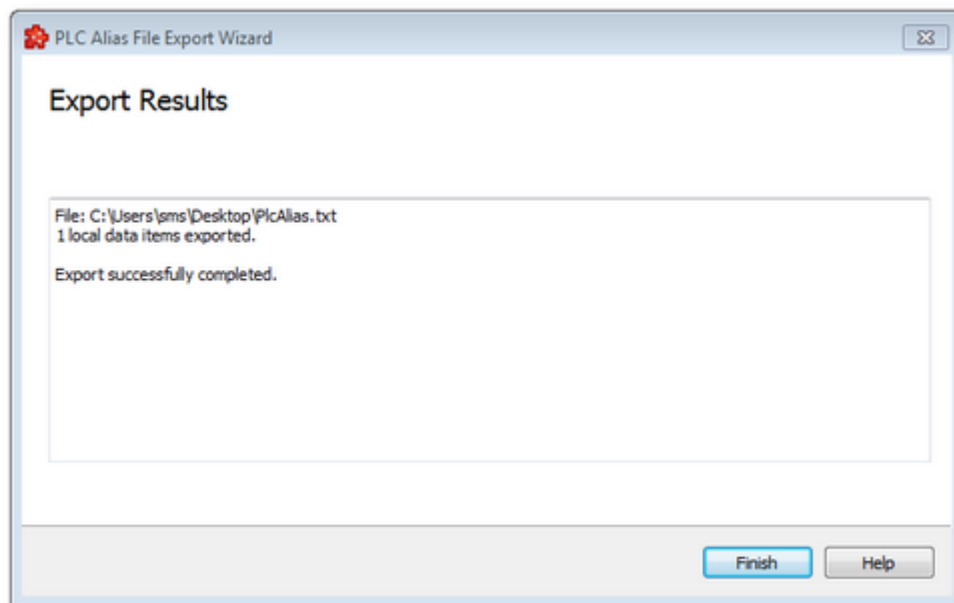 PLC Alias File Export Wizard
Export Results
File: C:\Users\sms\Desktop\PlcAlias.txt
1 local data items exported.
Export successfully completed.
Finish
Help